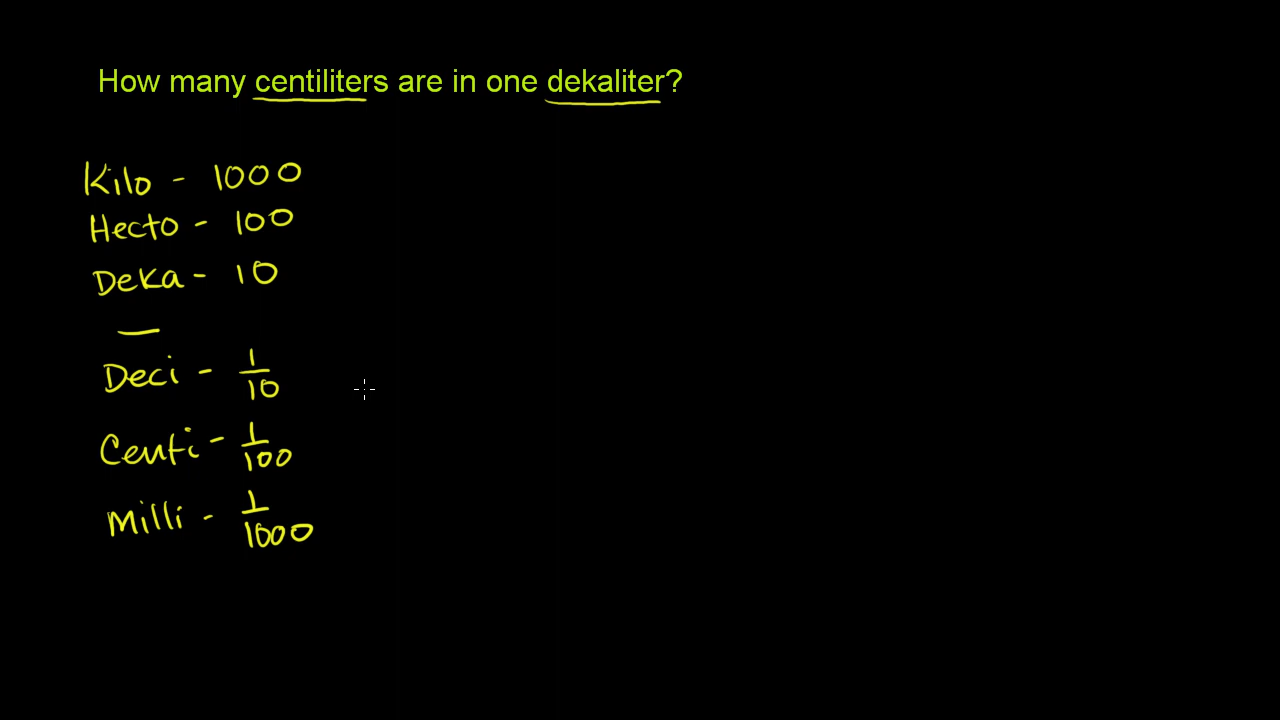 How many centiliters are in one dekaliter?
Kilo - 1000
Hecto - 100
Deka - 10
—
Deci - 1/10
Centi - 1/100
Milli - 1/1000